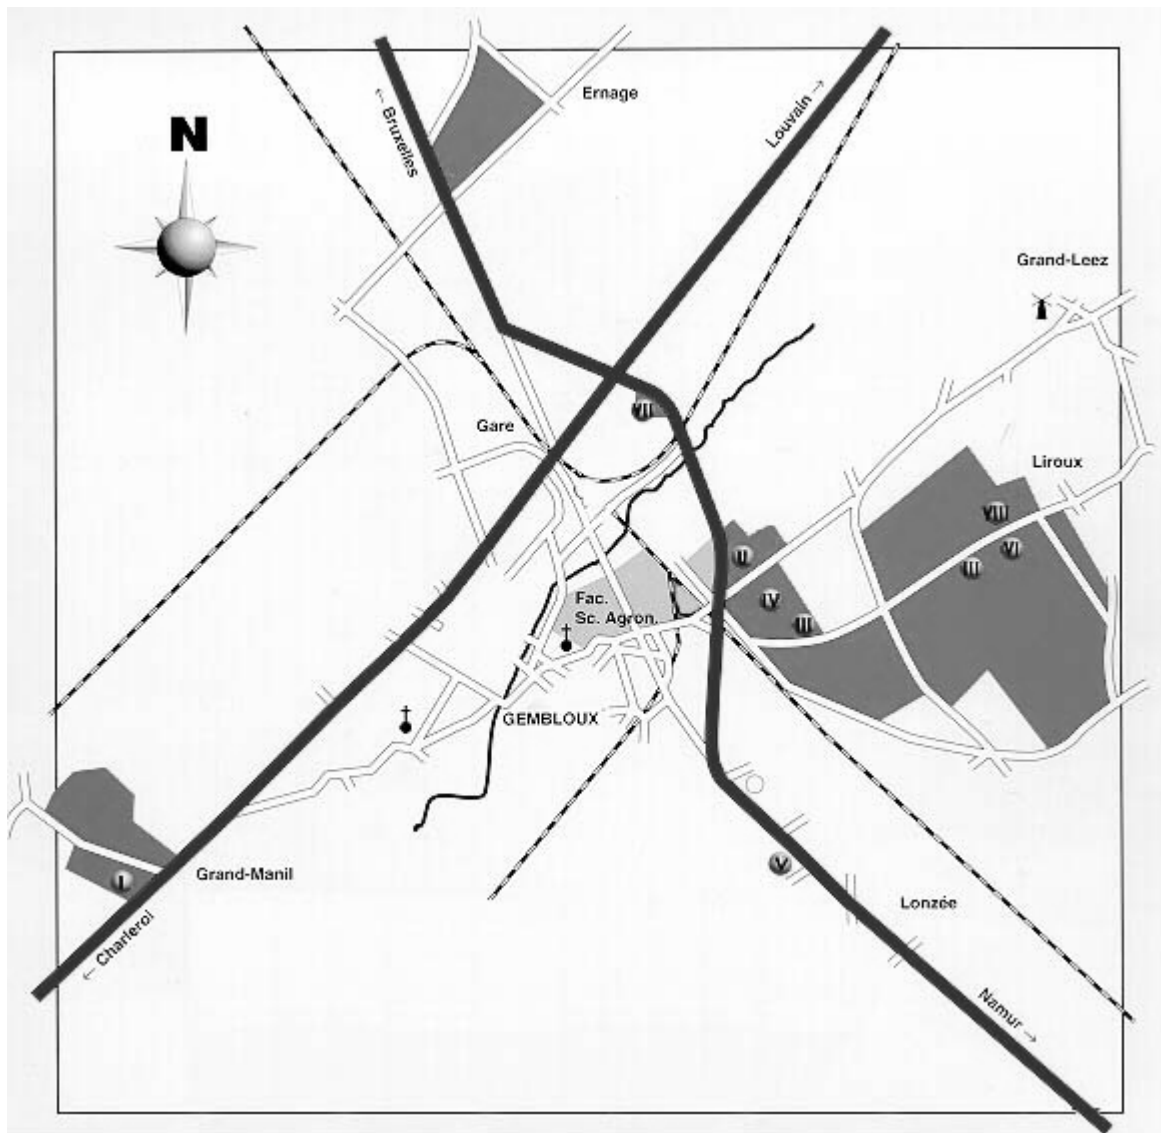 Ernage
← Bruxelles
Louvain →
N
Grand-Leez
VII
Gare
Liroux
VIII
VI
III
II
IV
III
Fac.
Sc. Agron.
GEMBLOUX
V
Grand-Manil
I
Lonzée
← Charleroi
Namur →